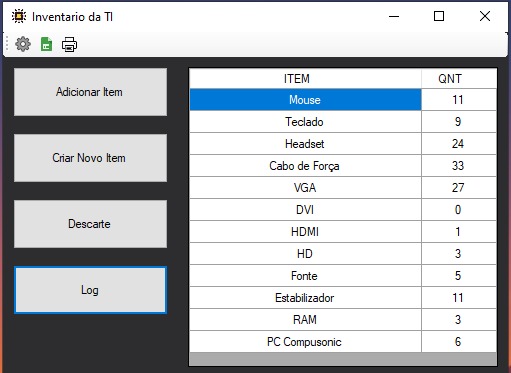 Inventario da TI
Adicionar Item
Criar Novo Item
Descarte
Log
ITEM QNT
Mouse 11
Teclado 9
Headset 24
Cabo de Força 33
VGA 27
DVI 0
HDMI 1
HD 3
Fonte 5
Estabilizador 11
RAM 3
PC Compusonic 6